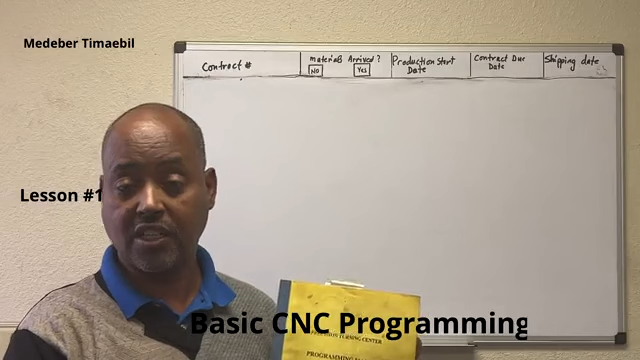 Medeber Timaebil
Contract #
Materials Arrived ?
NO
Yes
Production Start
Date
Contract Due
Date
Shipping date
Lesson #1
Basic CNC Programming
TURNING CENTER
PROGRAMMING